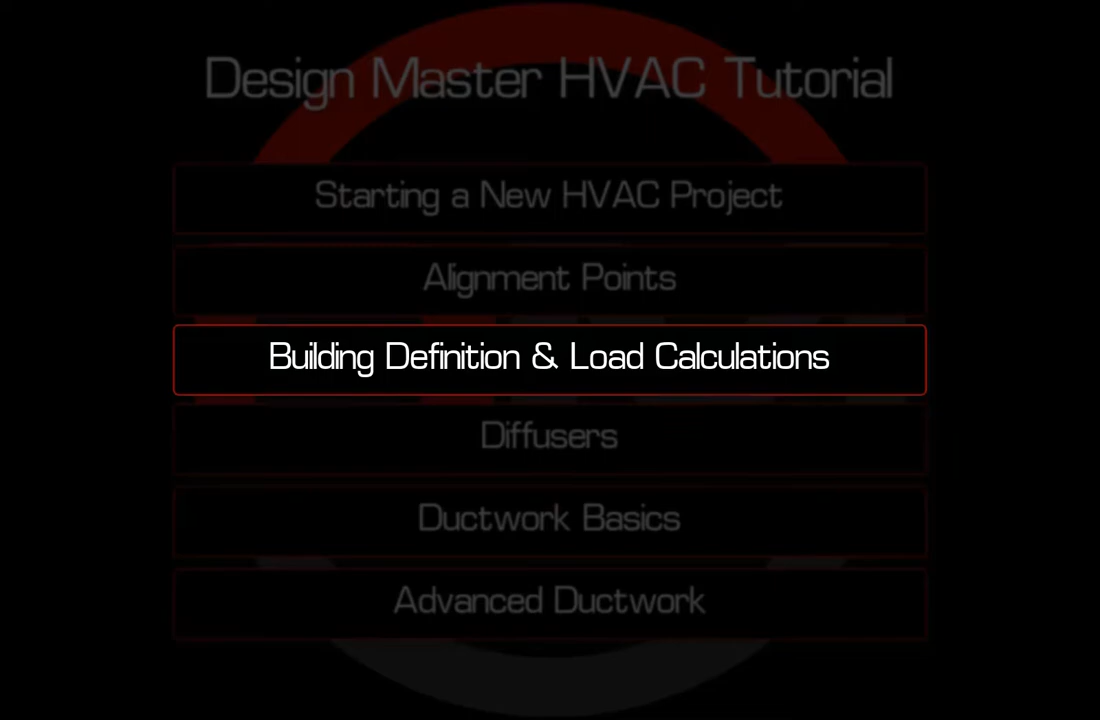 Design Master HVAC Tutorial
Starting a New HVAC Project
Alignment Points
Building Definition & Load Calculations
Diffusers
Ductwork Basics
Advanced Ductwork